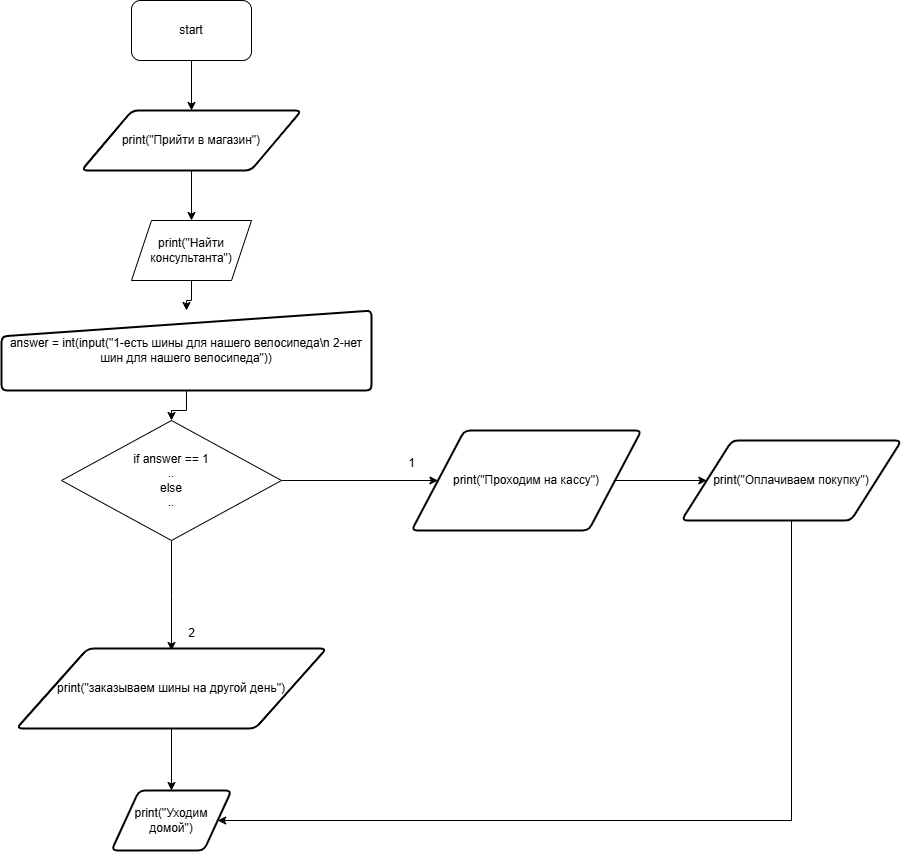 start
print("Прийти в магазин")
print("Найти
консультанта")
answer = int(input("1-есть шины для нашего велосипеда\n 2-нет
шин для нашего велосипеда"))
if answer == 1
..
else
..
1
print("Проходим на кассу")
print("Оплачиваем покупку")
2
print("заказываем шины на другой день")
print("Уходим
домой")